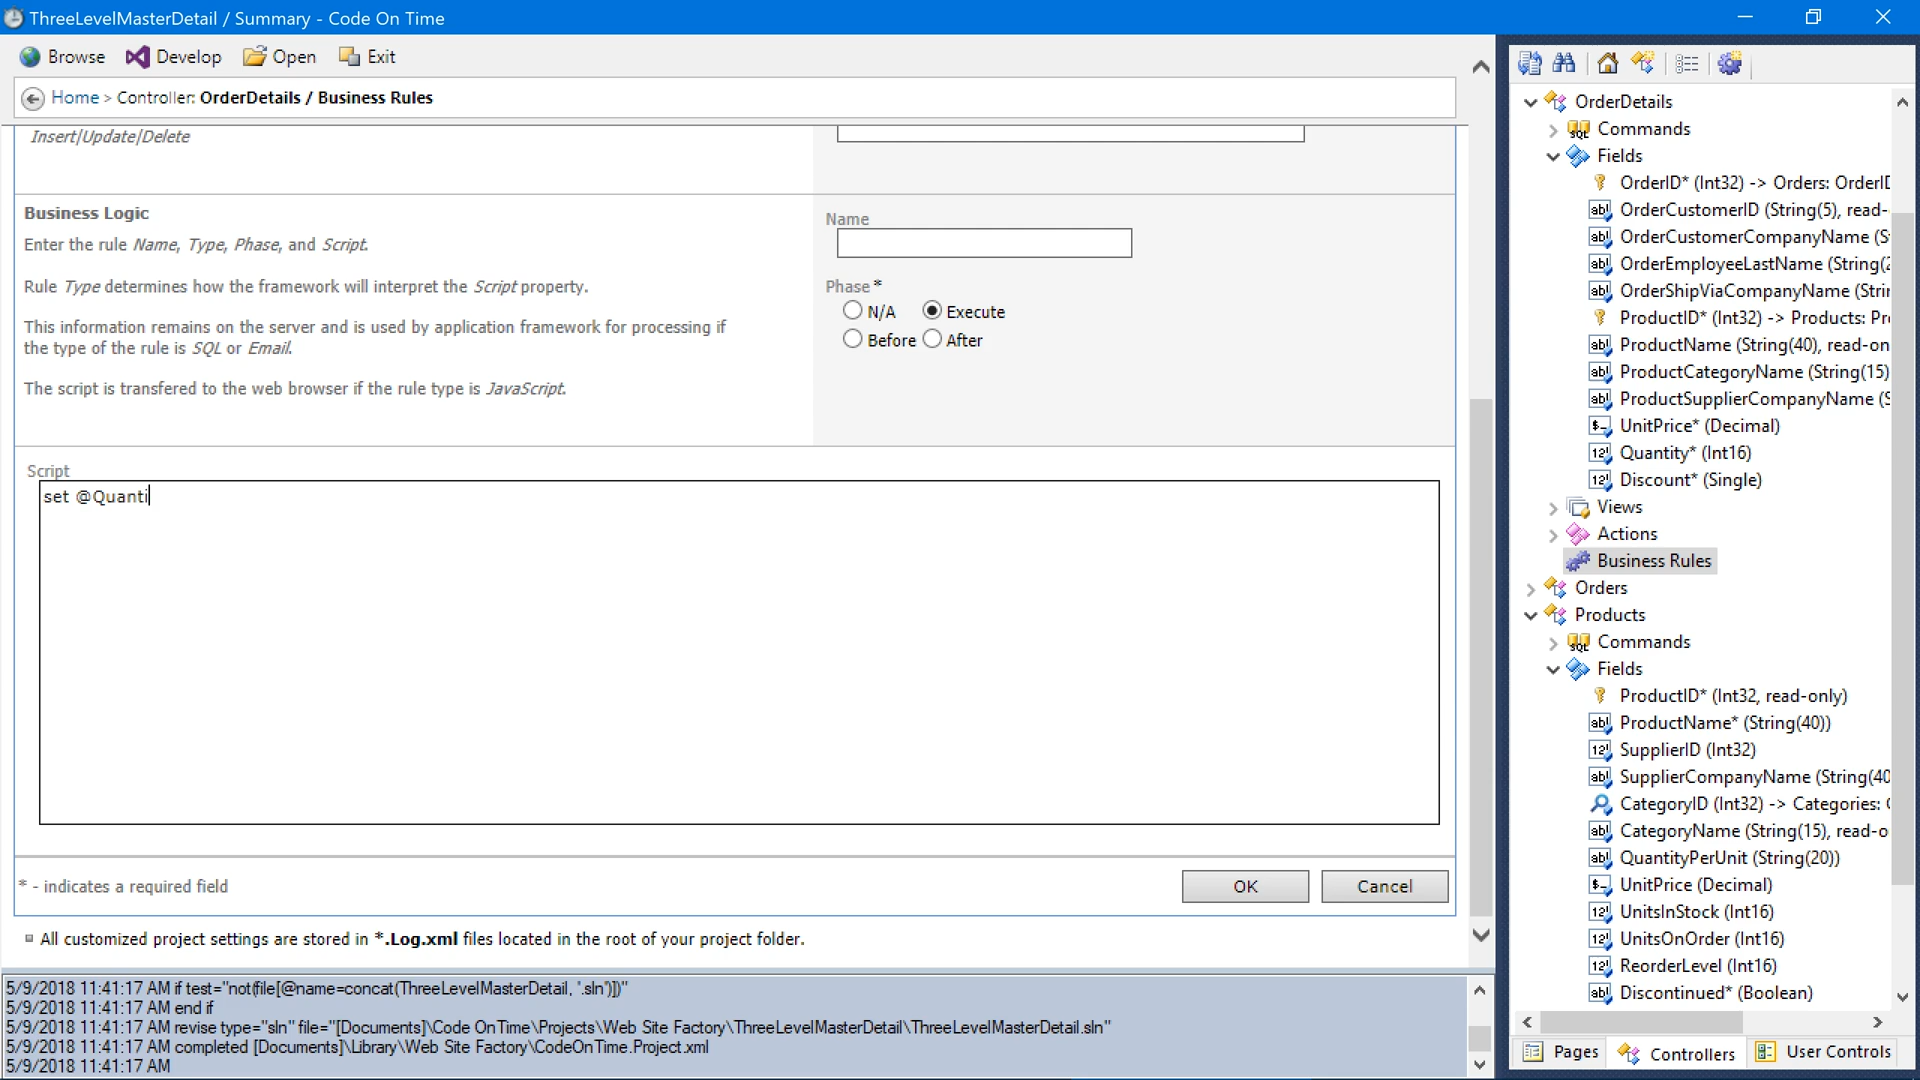 ThreeLevelMasterDetail / Summary - Code On Time
Browse Develop Open Exit
Home > Controller: OrderDetails / Business Rules
Insert|Update|Delete
Business Logic
Enter the rule Name, Type, Phase, and Script.
Rule Type determines how the framework will interpret the Script property.
This information remains on the server and is used by application framework for processing if
the type of the rule is SQL or Email.
The script is transfered to the web browser if the rule type is JavaScript.
Name
Phase *
N/A Execute
Before After
Script
set @Quanti
* - indicates a required field
OK Cancel
All customized project settings are stored in *.Log.xml files located in the root of your project folder.
5/9/2018 11:41:17 AM if test="not(file[@name=concat(ThreeLevelMasterDetail, '.sln')])"
5/9/2018 11:41:17 AM end if
5/9/2018 11:41:17 AM revise type="sln" file="[Documents]\Code OnTime\Projects\Web Site Factory\ThreeLevelMasterDetail\ThreeLevelMasterDetail.sln"
5/9/2018 11:41:17 AM completed [Documents]\Library\Web Site Factory\CodeOnTime.Project.xml
5/9/2018 11:41:17 AM
OrderDetails
SQL Commands
Fields
OrderID* (Int32) -> Orders: OrderID
OrderCustomerID (String(5), read-
OrderCustomerCompanyName (S
OrderEmployeeLastName (String(2
OrderShipViaCompanyName (Strin
ProductID* (Int32) -> Products: Pro
ProductName (String(40), read-on
ProductCategoryName (String(15)
ProductSupplierCompanyName (S
UnitPrice* (Decimal)
Quantity* (Int16)
Discount* (Single)
Views
Actions
Business Rules
Orders
Products
SQL Commands
Fields
ProductID* (Int32, read-only)
ProductName* (String(40))
SupplierID (Int32)
SupplierCompanyName (String(40
CategoryID (Int32) -> Categories: C
CategoryName (String(15), read-o
QuantityPerUnit (String(20))
UnitPrice (Decimal)
UnitsInStock (Int16)
UnitsOnOrder (Int16)
ReorderLevel (Int16)
Discontinued* (Boolean)
Pages Controllers User Controls